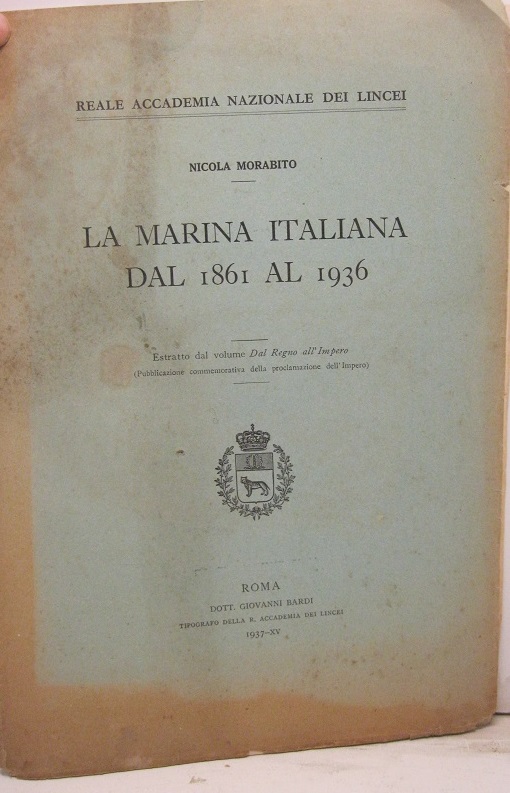 REALE ACCADEMIA NAZIONALE DEI LINCEI
NICOLA MORABITO
LA MARINA ITALIANA
DAL 1861 AL 1936
Estratto dal volume Dal Regno all'Impero
(Pubblicazione commemorativa della proclamazione dell'Impero)
ROMA
DOTT. GIOVANNI BARDI
TIPOGRAFO DELLA R. ACCADEMIA DEI LINCEI
1937-XV